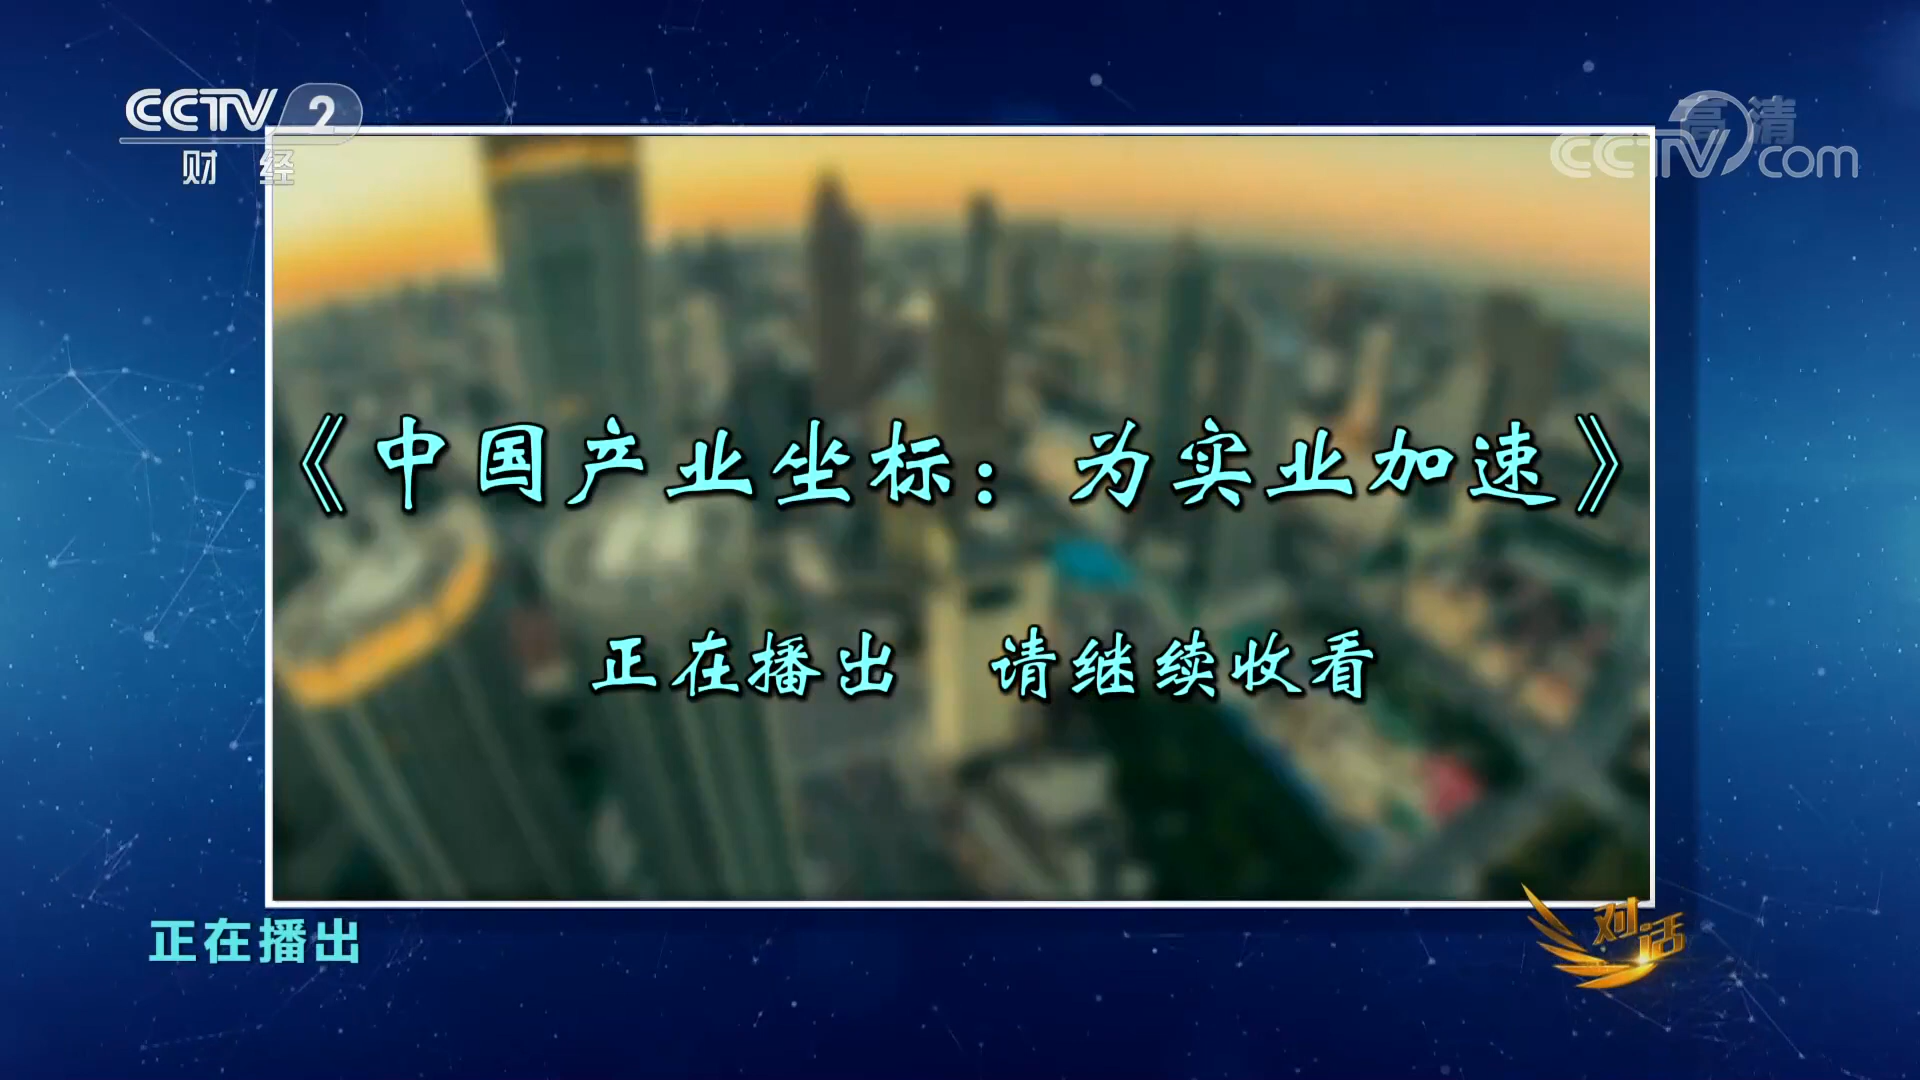 CCTV 2
财 经
高清
CCTV com
《中国产业坐标：为实业加速》
正在播出 请继续收看
正在播出
对话